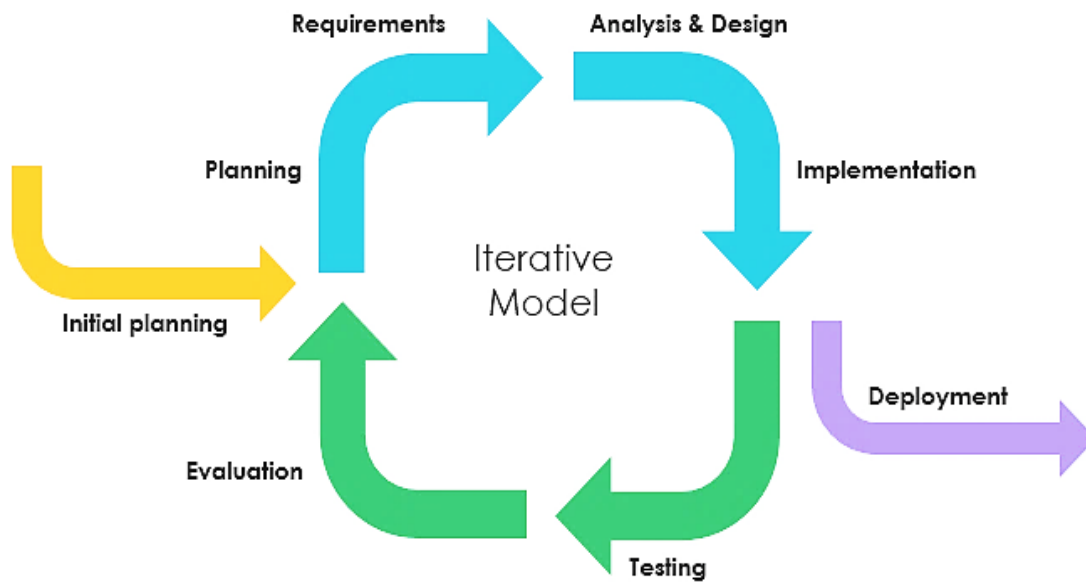 Requirements
Analysis & Design
Planning
Implementation
Iterative
Model
Initial planning
Deployment
Evaluation
Testing